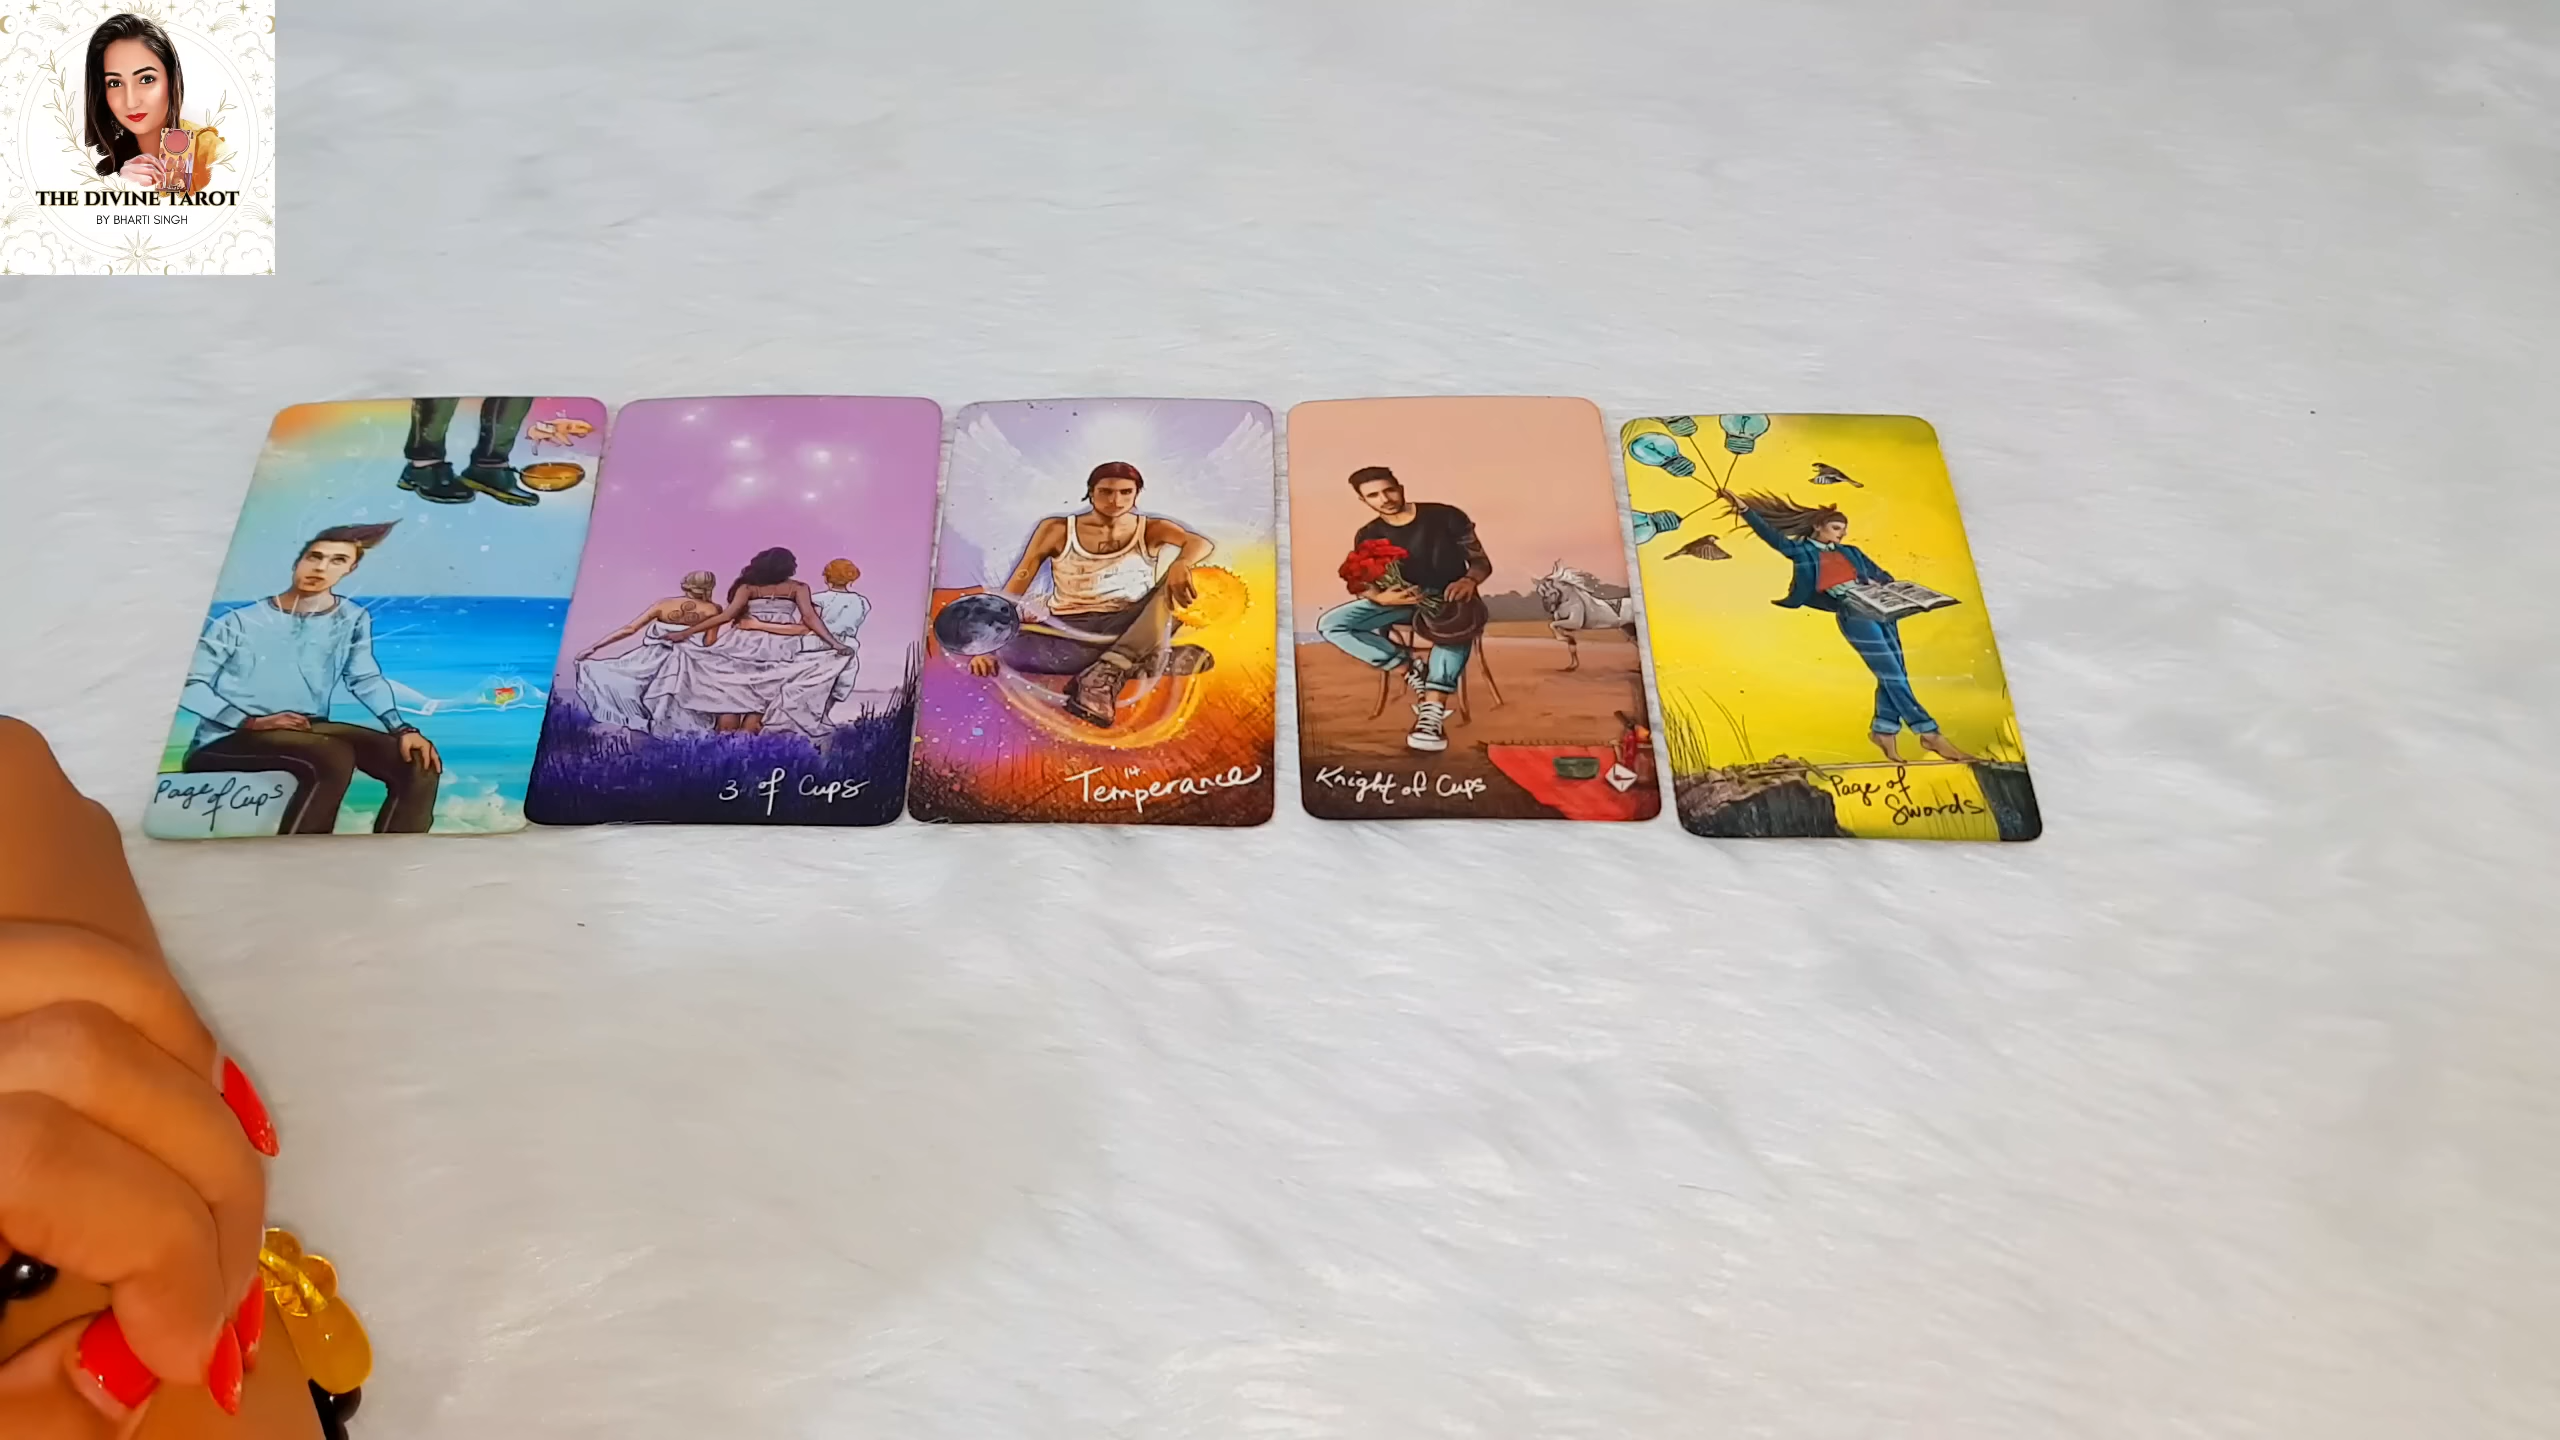 THE DIVINE TAROT
BY BHARTI SINGH
Page of Cups
3 of Cups
14
Temperance
Knight of Cups
Page of
Swords